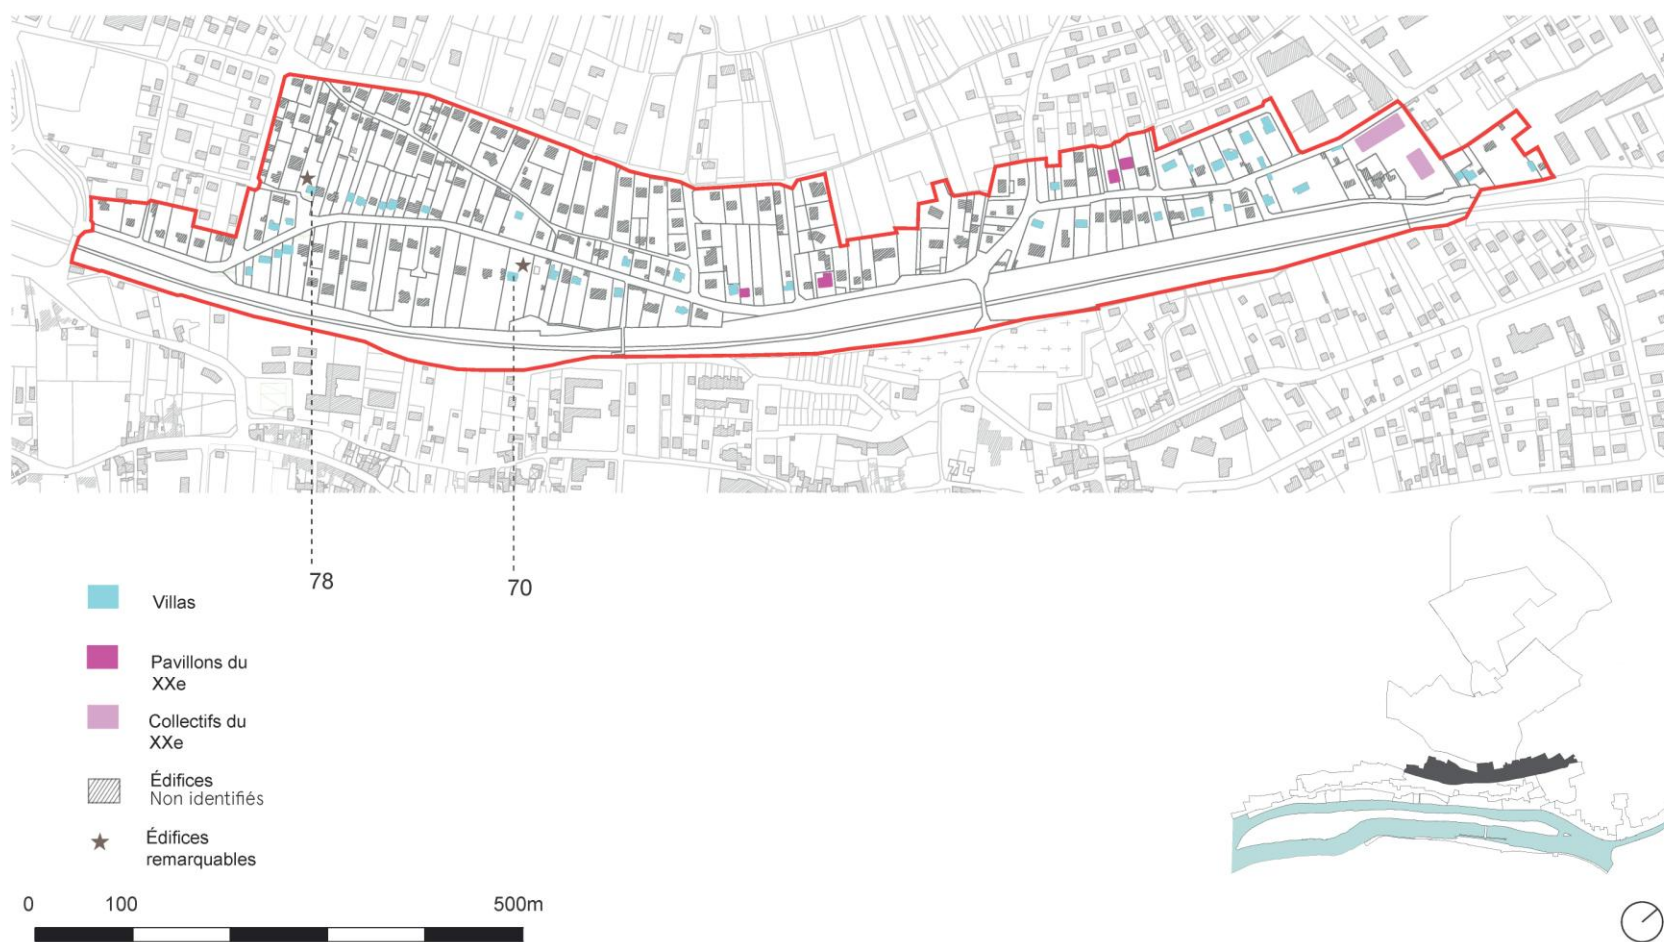 78
70
Villas
Pavillons du
XXe
Collectifs du
XXe
Édifices
Non identifiés
Édifices
remarquables
0 100 500m